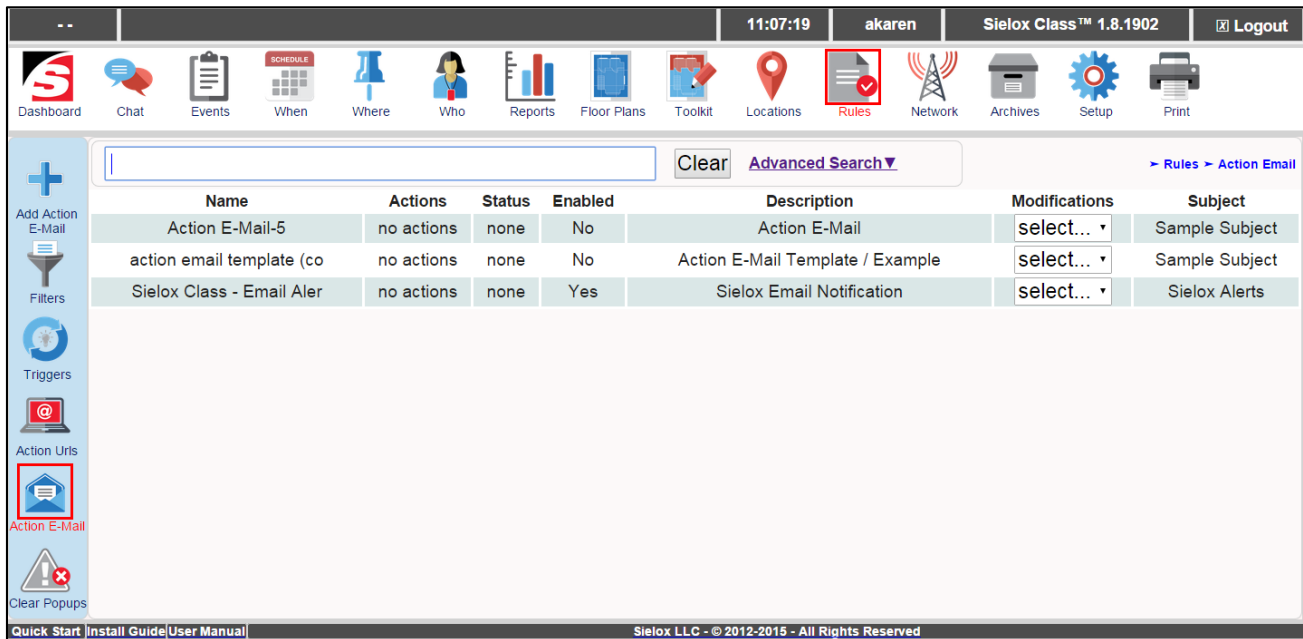 - - 11:07:19 akaren Sielox Class™ 1.8.1902 Logout
SCHEDULE
Dashboard Chat Events When Where Who Reports Floor Plans Toolkit Locations Rules Network Archives Setup Print
Clear Advanced Search▼ ➢ Rules ➢ Action Email
Add Action
E-Mail
Filters
Triggers
@
Action Urls
Action E-Mail
Clear Popups
Name Actions Status Enabled Description Modifications Subject
Action E-Mail-5 no actions none No Action E-Mail select... Sample Subject
action email template (co no actions none No Action E-Mail Template / Example select... Sample Subject
Sielox Class - Email Aler no actions none Yes Sielox Email Notification select... Sielox Alerts
Quick Start Install Guide User Manual Sielox LLC - © 2012-2015 - All Rights Reserved